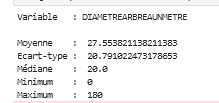 Variable : DIAMETREARBREAUNMETRE
Moyenne : 27.553821138211383
Ecart-type : 20.791022473178653
Médiane : 20.0
Minimum : 0
Maximum : 180